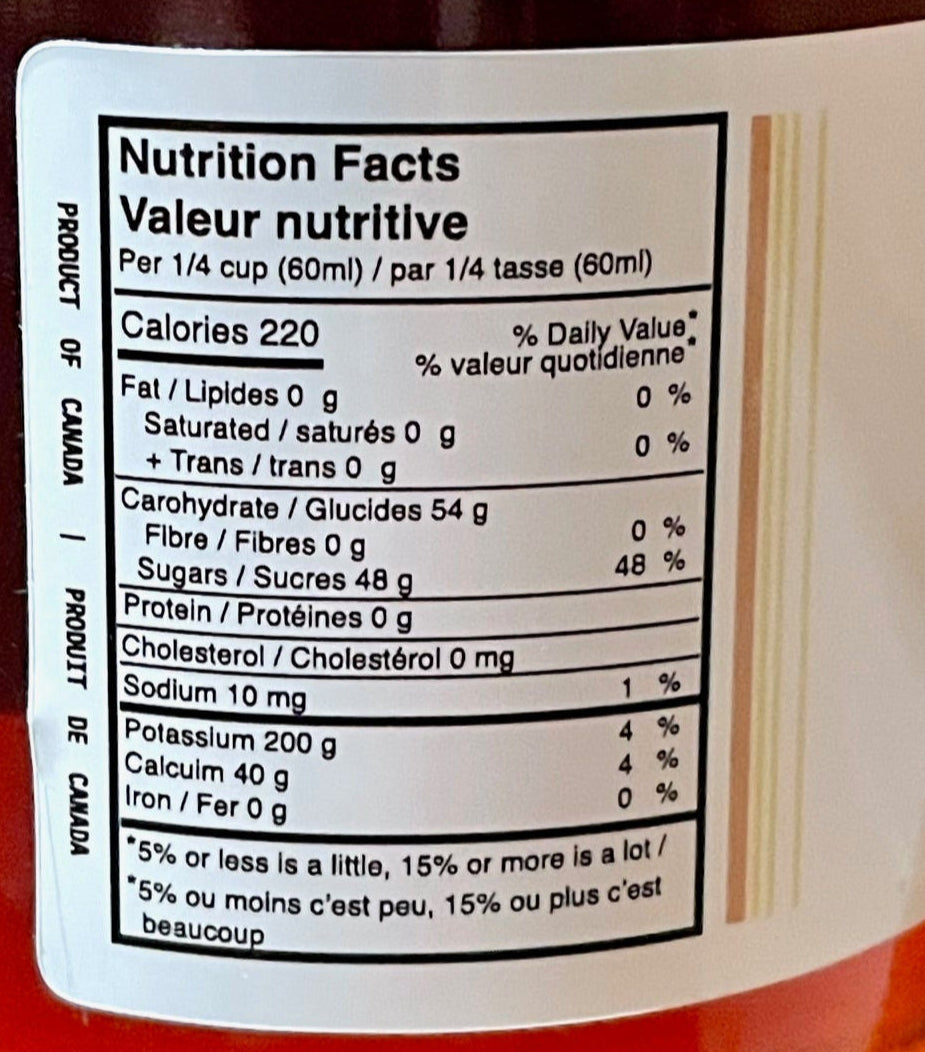 Nutrition Facts
Valeur nutritive
Per 1/4 cup (60ml) / par 1/4 tasse (60ml)
Calories 220
% Daily Value*
% valeur quotidienne*
Fat / Lipides 0 g 0 %
Saturated / saturés 0 g
+ Trans / trans 0 g 0 %
Carohydrate / Glucides 54 g
Fibre / Fibres 0 g 0 %
Sugars / Sucres 48 g 48 %
Protein / Protéines 0 g
Cholesterol / Cholestérol 0 mg
Sodium 10 mg 1 %
Potassium 200 g 4 %
Calcuim 40 g 4 %
Iron / Fer 0 g 0 %
*5% or less is a little, 15% or more is a lot /
*5% ou moins c'est peu, 15% ou plus c'est
beaucoup
PRODUCT OF CANADA | PRODUIT DE CANADA